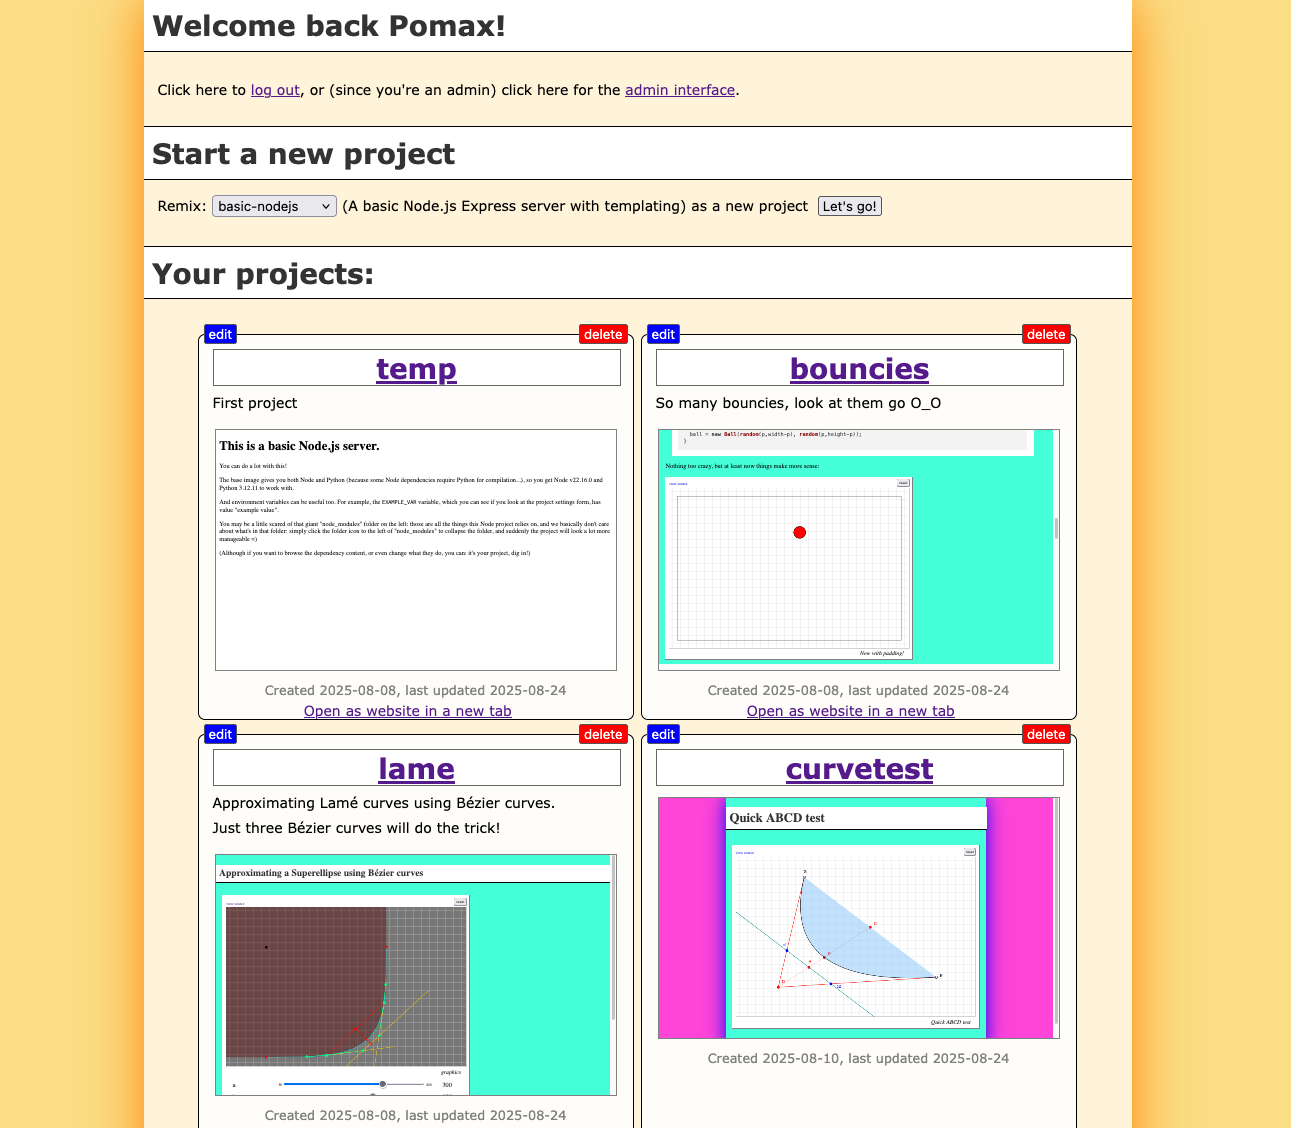 Welcome back Pomax!
Click here to log out, or (since you're an admin) click here for the admin interface.
Start a new project
Remix: basic-nodejs (A basic Node.js Express server with templating) as a new project Let's go!
Your projects:
edit delete
temp
First project
This is a basic Node.js server.
You can do a lot with this!
The base image gives you both Node and Python (because some Node dependencies require Python for compilation...), so you get Node v22.16.0 and
Python 3.12.11 to work with.
And environment variables can be useful too. For example, the EXAMPLE_VAR variable, which you can see if you look at the project settings form, has
value "example value".
You may be a little scared of that giant "node_modules" folder on the left: those are all the things this Node project relies on, and we basically don't care
about what's in that folder: simply click the folder icon to the left of "node_modules" to collapse the folder, and suddenly the project will look a lot more
manageable =)
(Although if you want to browse the dependency content, or even change what they do, you can: it's your project, dig in!)
Created 2025-08-08, last updated 2025-08-24
Open as website in a new tab
edit delete
bouncies
So many bouncies, look at them go O_O
ball = new Ball(random(p,width-p), random(p,height-p));
}
Nothing too crazy, but at least now things make more sense:
view source
reset
Now with padding!
Created 2025-08-08, last updated 2025-08-24
Open as website in a new tab
edit delete
lame
Approximating Lamé curves using Bézier curves.
Just three Bézier curves will do the trick!
Approximating a Superellipse using Bézier curves
view source
reset
graphics
a
300
Created 2025-08-08, last updated 2025-08-24
edit delete
curvetest
Quick ABCD test
view source
reset
Quick ABCD test
Created 2025-08-10, last updated 2025-08-24